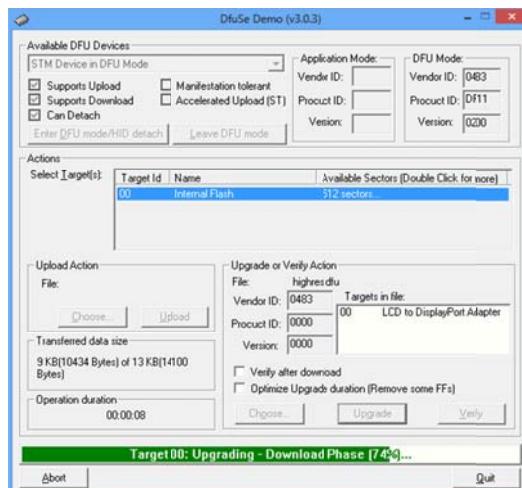 DfuSe Demo (v3.0.3)
Available DFU Devices
STM Device in DFU Mode
Supports Upload
Manifestation tolerant
Supports Download
Accelerated Upload (ST)
Can Detach
Enter DFU mode/HID detach
Leave DFU mode
Application Mode:
Vendor ID:
Procuct ID:
Version:
DFU Mode:
Vendor ID: 0483
Procuct ID: DF11
Version: 0200
Actions
Select Target(s):
Target Id Name Available Sectors (Double Click for more)
00 Internal Flash 512 sectors...
Upload Action
File:
Choose...
Upload
Transferred data size
9 KB(10434 Bytes) of 13 KB(14100
Bytes)
Operation duration
00:00:08
Upgrade or Verify Action
File: highres dfu
Vendor ID: 0483
Procuct ID: 0000
Version: 0000
Targets in file:
00 LCD to DisplayPort Adapter
Verify after download
Optimize Upgrade duration (Remove some FFs)
Choose...
Upgrade
Verify
Target 00: Upgrading - Download Phase (74%)...
Abort
Quit